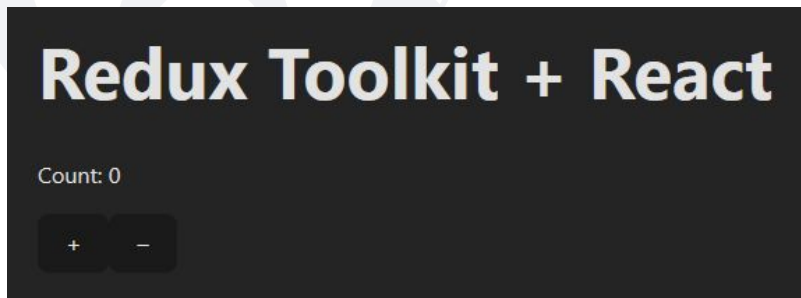 Redux Toolkit + React
Count: 0
+ –